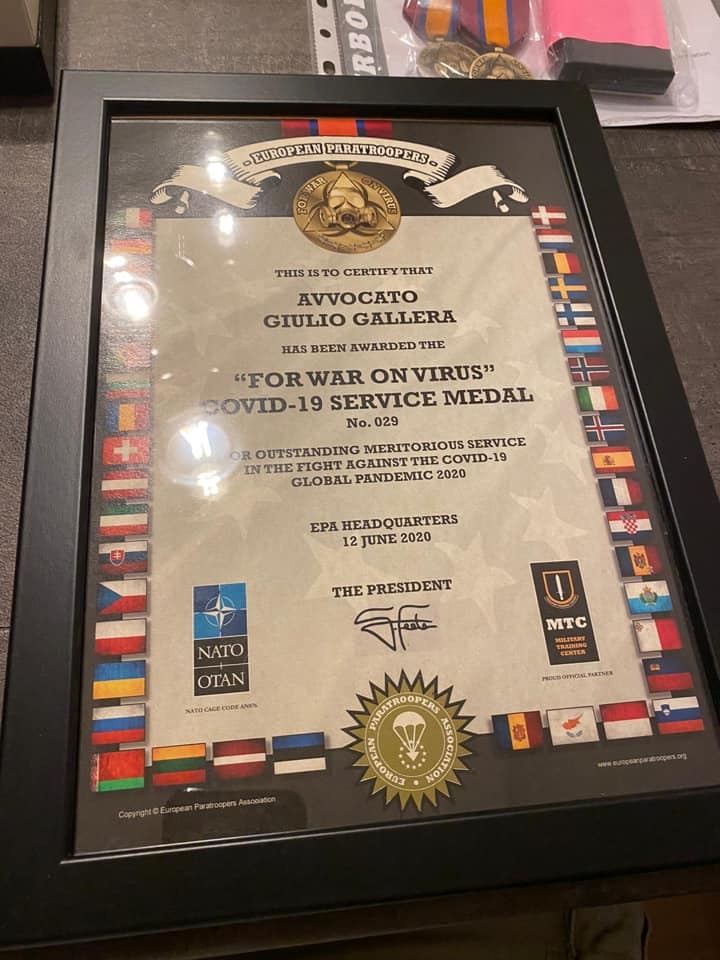 RBO
EUROPEAN PARATROOPERS
FOR WAR ON VIRUS
THIS IS TO CERTIFY THAT
AVVOCATO
GIULIO GALLERA
HAS BEEN AWARDED THE
“FOR WAR ON VIRUS”
COVID-19 SERVICE MEDAL
No. 029
OR OUTSTANDING MERITORIOUS SERVICE
IN THE FIGHT AGAINST THE COVID-19
GLOBAL PANDEMIC 2020
EPA HEADQUARTERS
12 JUNE 2020
THE PRESIDENT
NATO
OTAN
NATO CAGE CODE
MTC
MILITARY
TRAINING
CENTER
PROUD OFFICIAL PARTNER
EUROPEAN PARATROOPERS ASSOCIATION
www.europeanparatroopers.org
Copyright © European Paratroopers Association